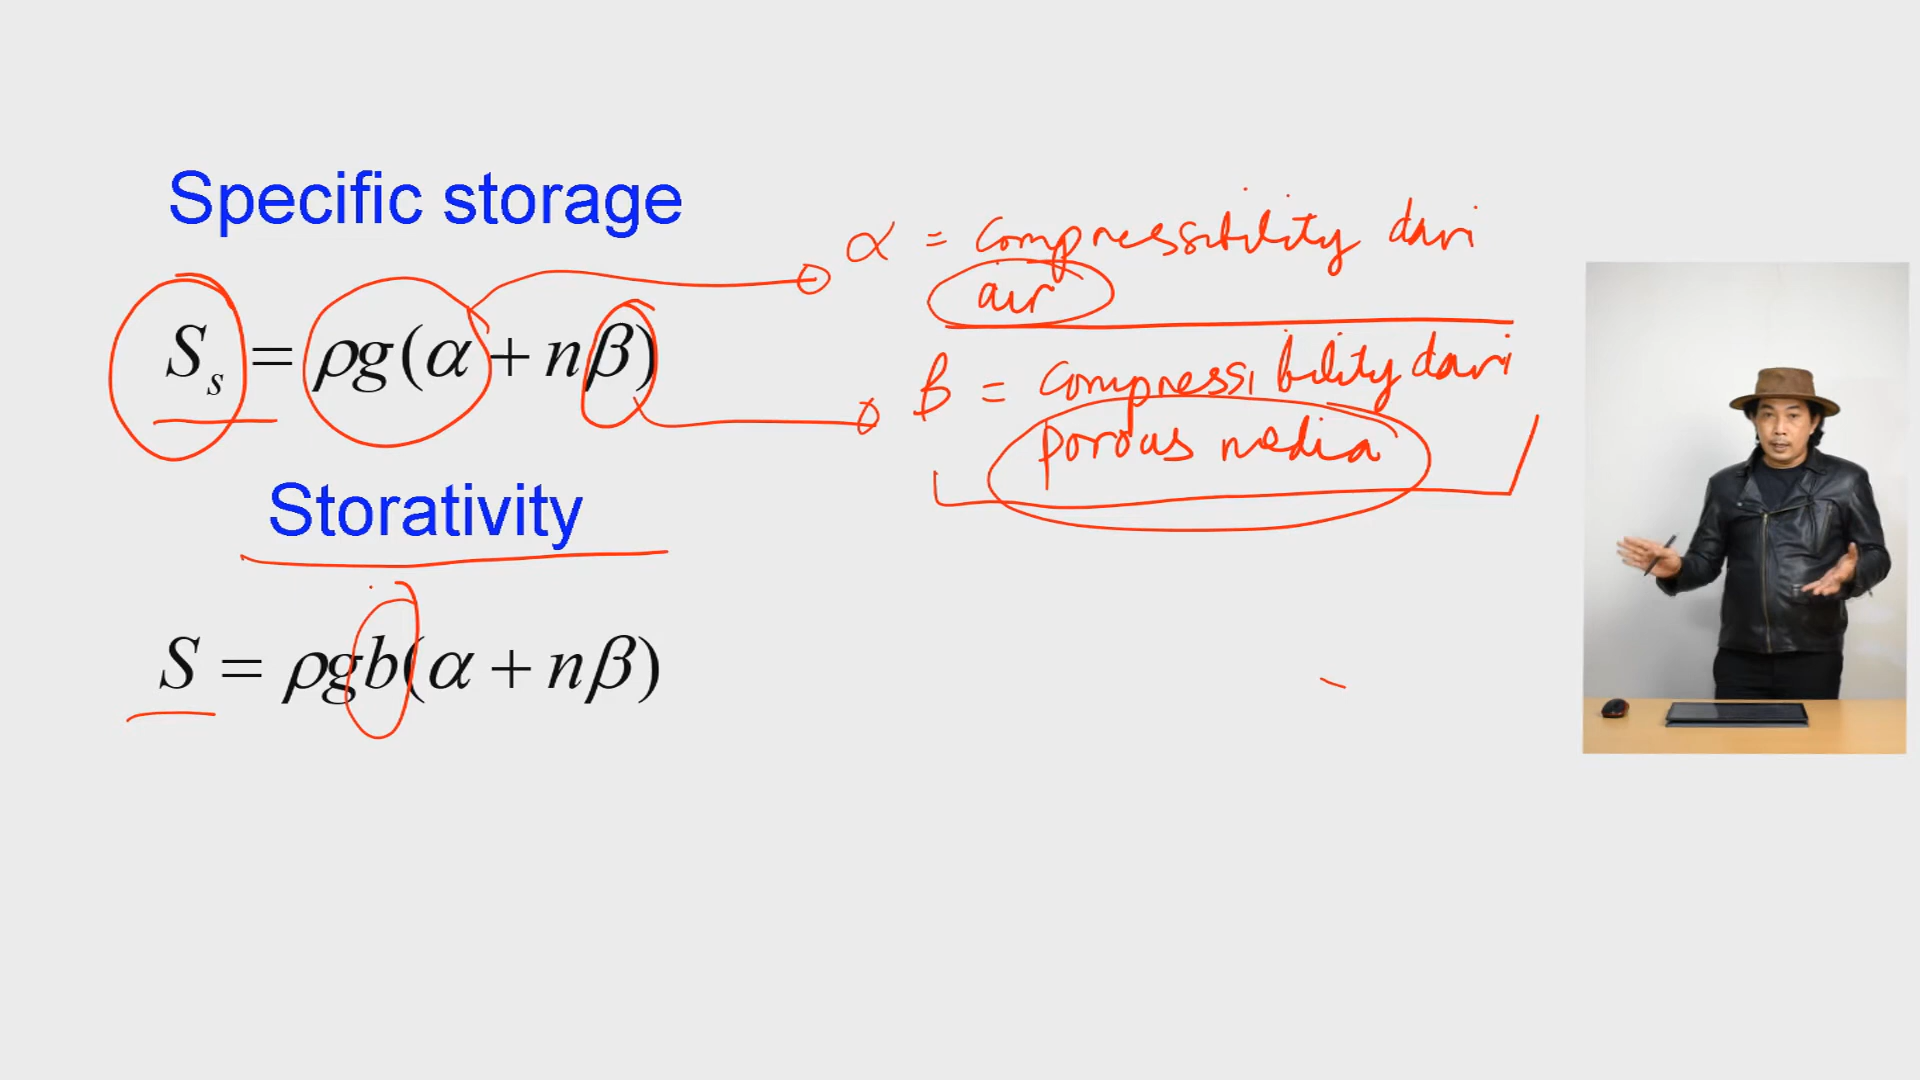 Specific storage
S_s = ρg(α + nβ)
α = compressibility dari
air
β = compressibility dari
porous media
Storativity
S = ρgb(α + nβ)